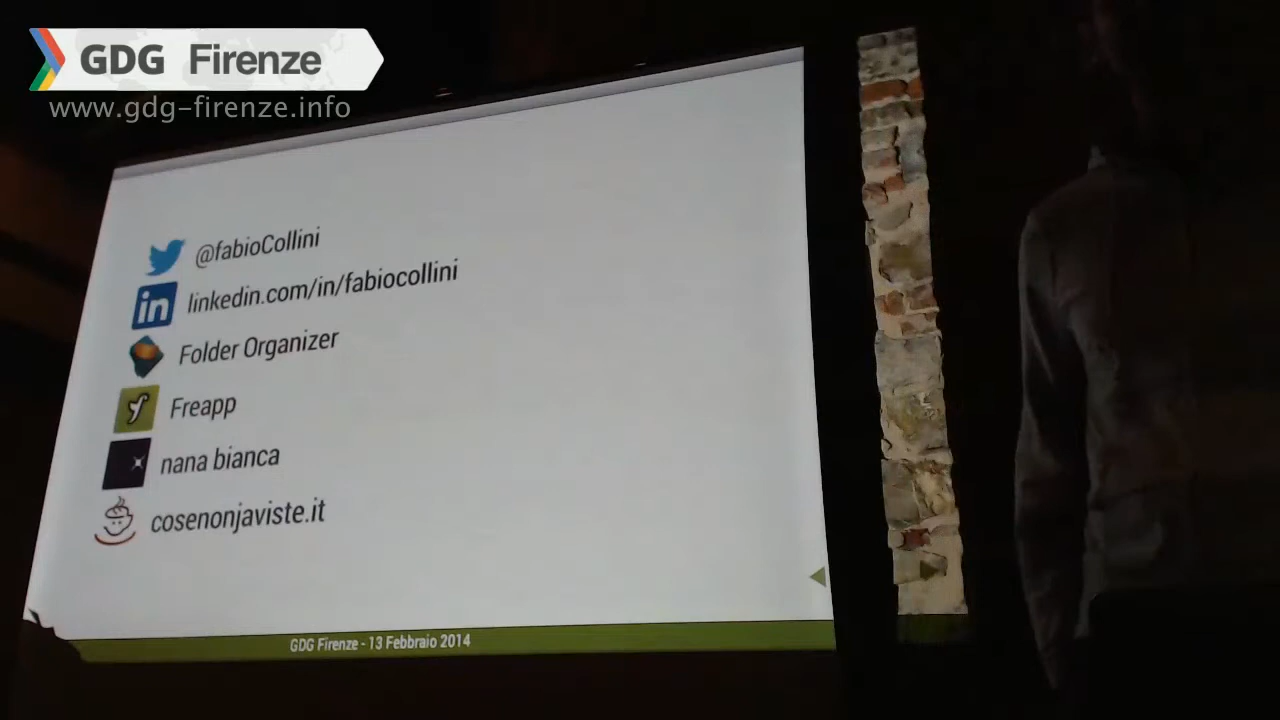 GDG Firenze
www.gdg-firenze.info
@fabioCollini
in linkedin.com/in/fabiocollini
Folder Organizer
f Freapp
nana bianca
cosenonjaviste.it
GDG Firenze - 13 Febbraio 2014